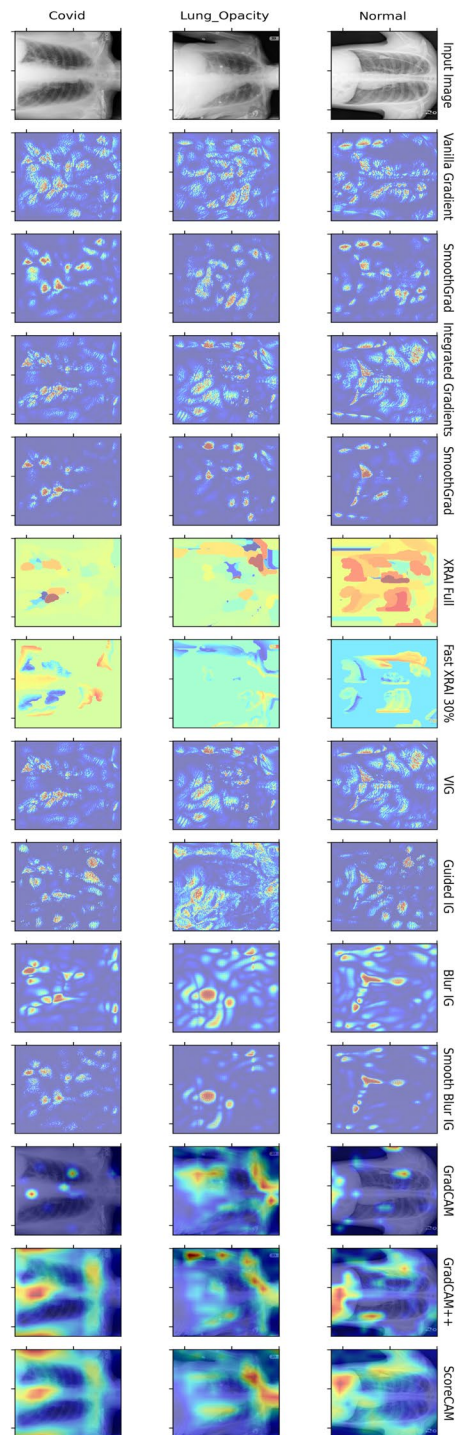 Covid Lung_Opacity Normal
Input Image
Vanilla Gradient
SmoothGrad
Integrated Gradients
SmoothGrad
XRAI Full
Fast XRAI 30%
VIG
Guided IG
Blur IG
Smooth Blur IG
GradCAM
GradCAM++
ScoreCAM